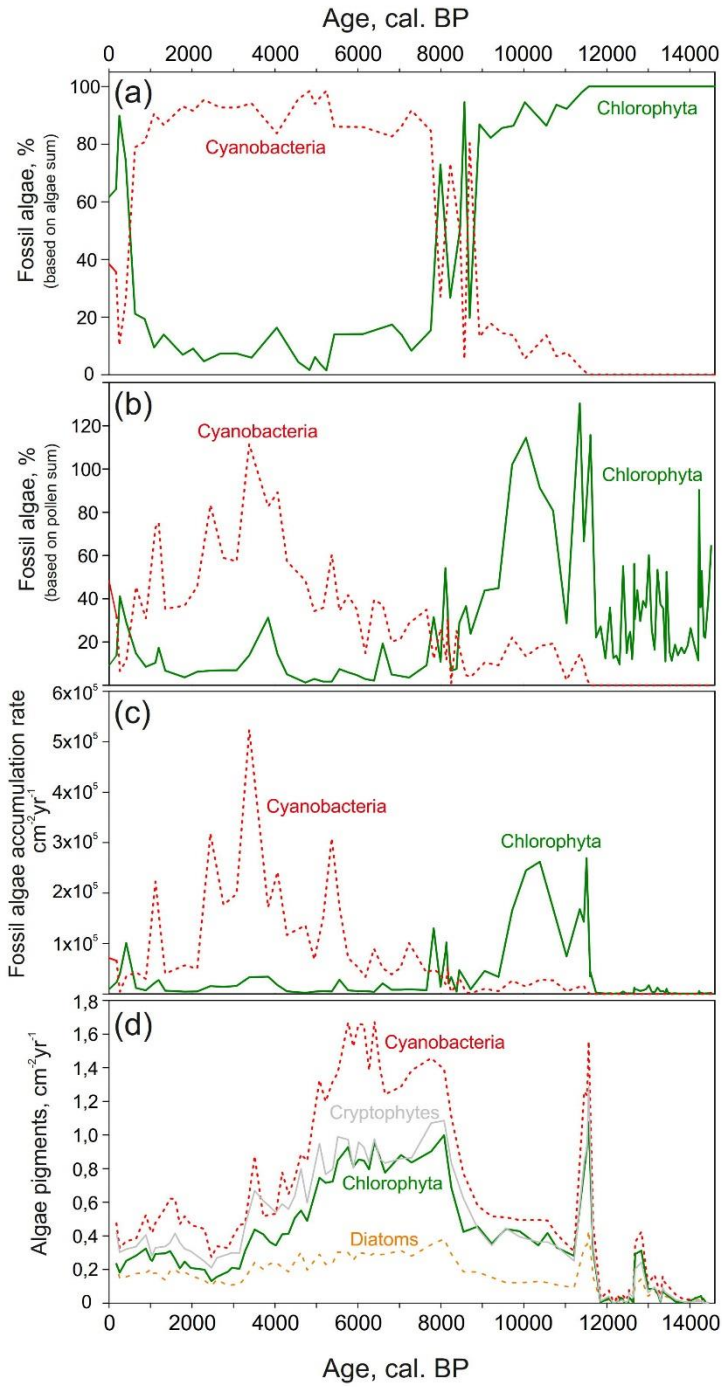 Age, cal. BP
0 2000 4000 6000 8000 10000 12000 14000
(a)
Fossil algae, %
(based on algae sum)
100
80
60
40
20
0
Cyanobacteria
Chlorophyta
(b)
Fossil algae, %
(based on pollen sum)
120
100
80
60
40
20
Cyanobacteria
Chlorophyta
(c)
Fossil algae accumulation rate
cm⁻²yr⁻¹
6x10⁵
5x10⁵
4x10⁵
3x10⁵
2x10⁵
1x10⁵
Cyanobacteria
Chlorophyta
(d)
Algae pigments, cm⁻²yr⁻¹
1,8
1,6
1,4
1,2
1,0
0,8
0,6
0,4
0,2
0
Cyanobacteria
Cryptophytes
Chlorophyta
Diatoms
0 2000 4000 6000 8000 10000 12000 14000
Age, cal. BP